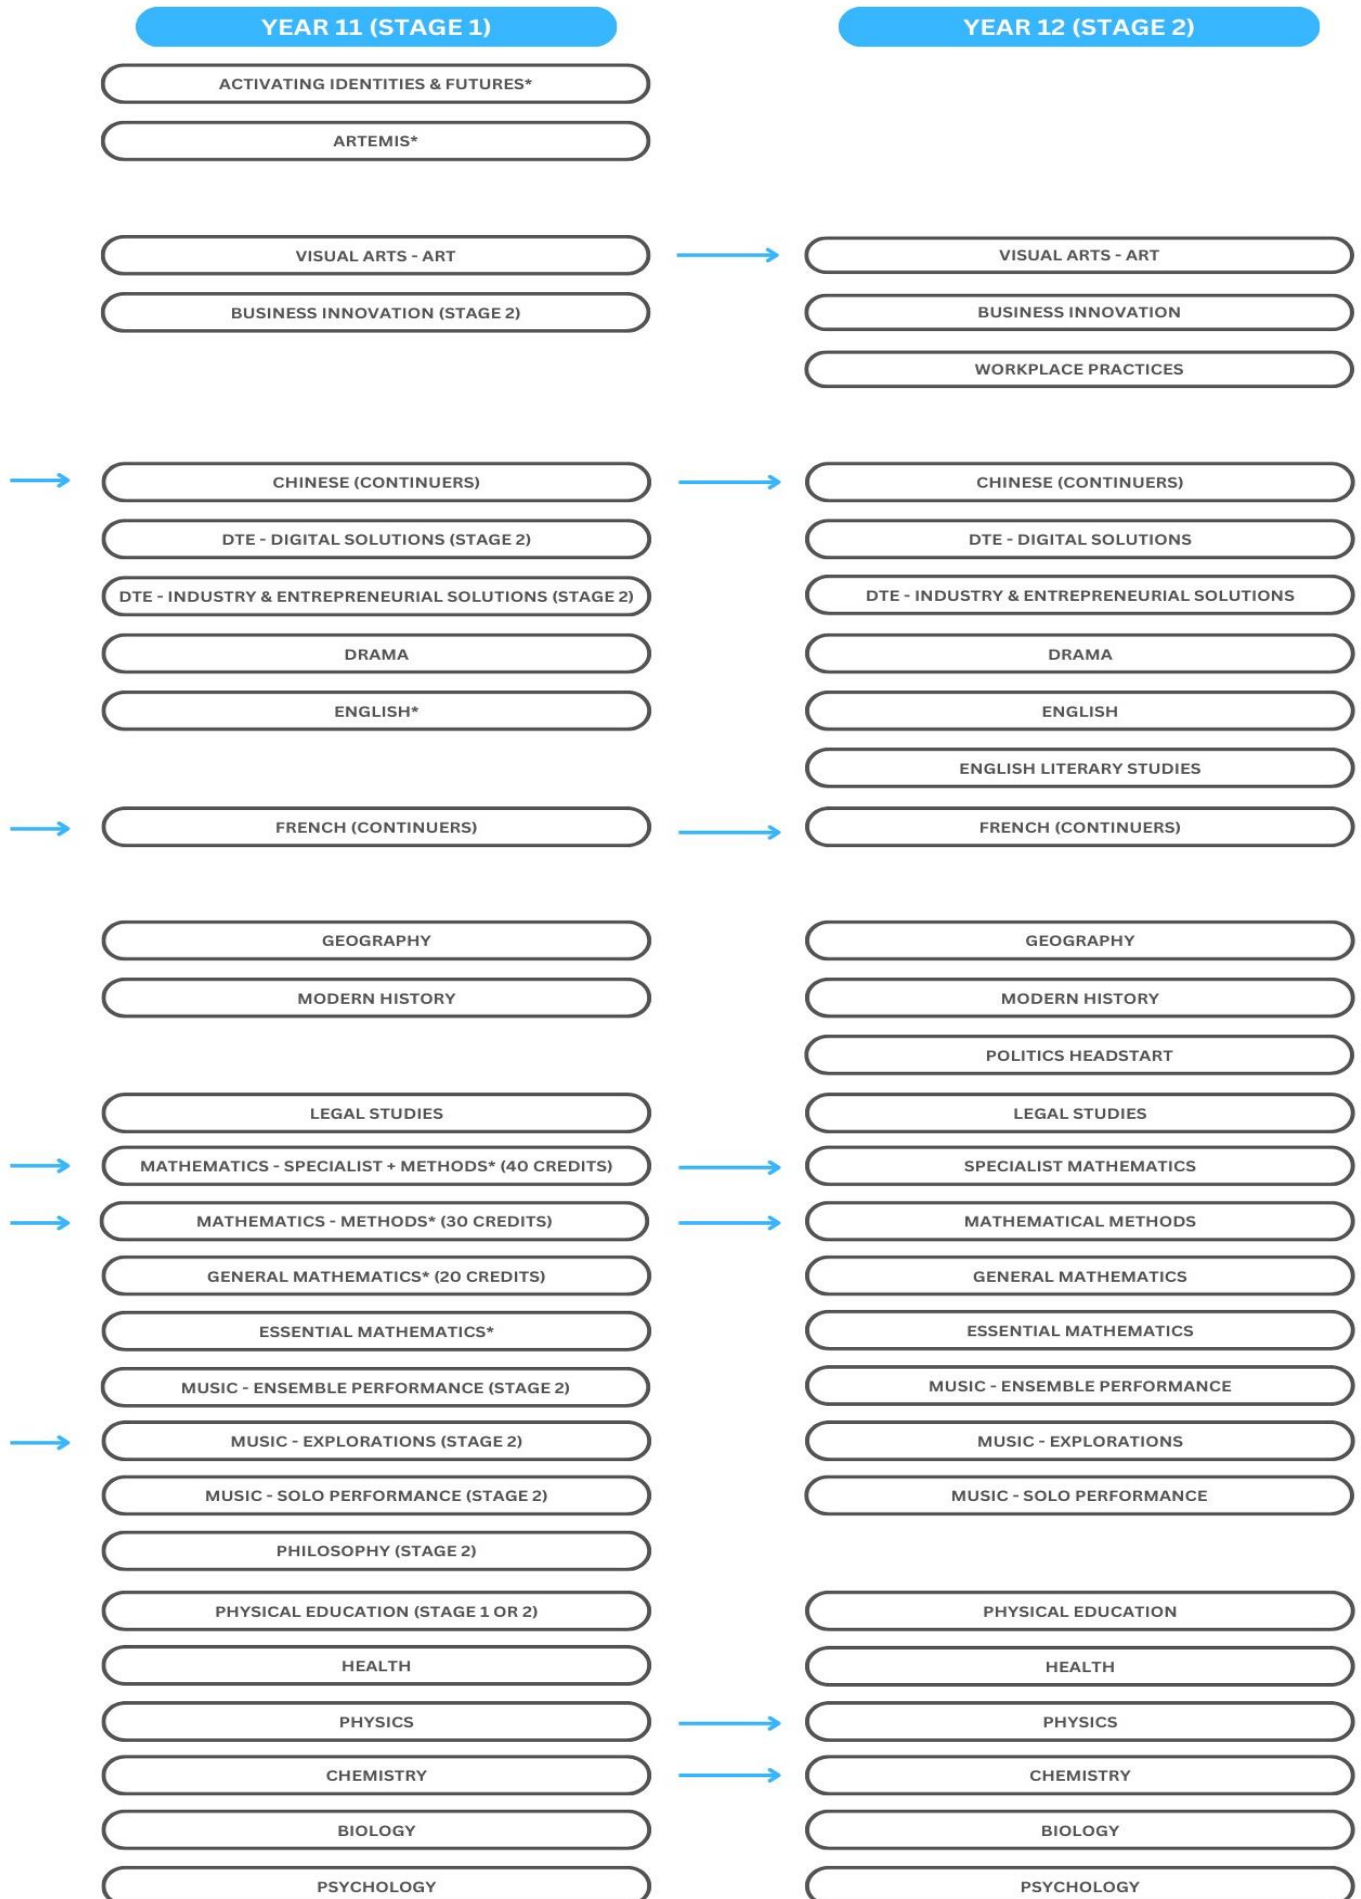 YEAR 11 (STAGE 1)
YEAR 12 (STAGE 2)
ACTIVATING IDENTITIES & FUTURES*
ARTEMIS*
VISUAL ARTS - ART
VISUAL ARTS - ART
BUSINESS INNOVATION (STAGE 2)
BUSINESS INNOVATION
WORKPLACE PRACTICES
CHINESE (CONTINUERS)
CHINESE (CONTINUERS)
DTE - DIGITAL SOLUTIONS (STAGE 2)
DTE - DIGITAL SOLUTIONS
DTE - INDUSTRY & ENTREPRENEURIAL SOLUTIONS (STAGE 2)
DTE - INDUSTRY & ENTREPRENEURIAL SOLUTIONS
DRAMA
DRAMA
ENGLISH*
ENGLISH
ENGLISH LITERARY STUDIES
FRENCH (CONTINUERS)
FRENCH (CONTINUERS)
GEOGRAPHY
GEOGRAPHY
MODERN HISTORY
MODERN HISTORY
POLITICS HEADSTART
LEGAL STUDIES
LEGAL STUDIES
MATHEMATICS - SPECIALIST + METHODS* (40 CREDITS)
SPECIALIST MATHEMATICS
MATHEMATICS - METHODS* (30 CREDITS)
MATHEMATICAL METHODS
GENERAL MATHEMATICS* (20 CREDITS)
GENERAL MATHEMATICS
ESSENTIAL MATHEMATICS*
ESSENTIAL MATHEMATICS
MUSIC - ENSEMBLE PERFORMANCE (STAGE 2)
MUSIC - ENSEMBLE PERFORMANCE
MUSIC - EXPLORATIONS (STAGE 2)
MUSIC - EXPLORATIONS
MUSIC - SOLO PERFORMANCE (STAGE 2)
MUSIC - SOLO PERFORMANCE
PHILOSOPHY (STAGE 2)
PHYSICAL EDUCATION (STAGE 1 OR 2)
PHYSICAL EDUCATION
HEALTH
HEALTH
PHYSICS
PHYSICS
CHEMISTRY
CHEMISTRY
BIOLOGY
BIOLOGY
PSYCHOLOGY
PSYCHOLOGY